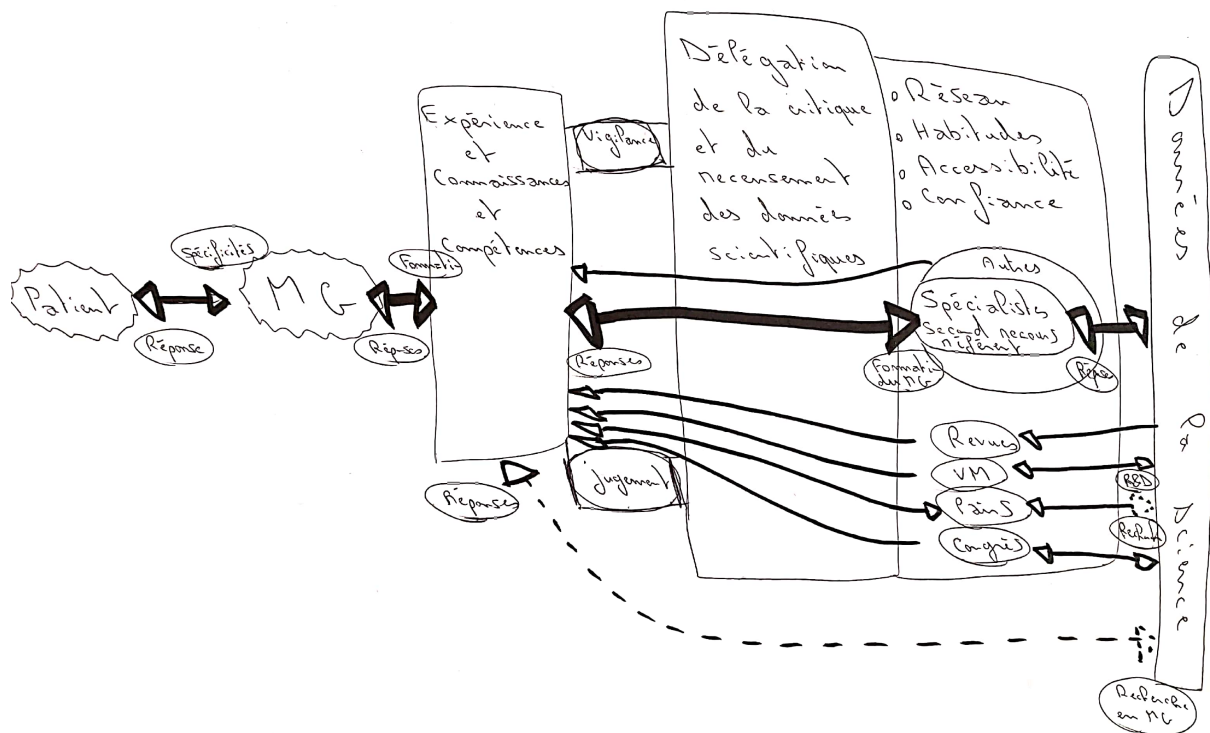 Patient
Spécificités
Réponse
MG
Formation
Réponses
Expérience
et
Connaissances
et
Compétences
Réponses
Vigilance
Réponses
jugement
Délégation
de la critique
et du
recensement
des données
scientifiques
Réseau
Habitudes
Accessibilité
Confiance
Autres
Spécialistes
Second recours
référent
Formation
du MG
Revues
VM
Pairs
Congrès
R&D
Recherche
en MG
Données de la Science